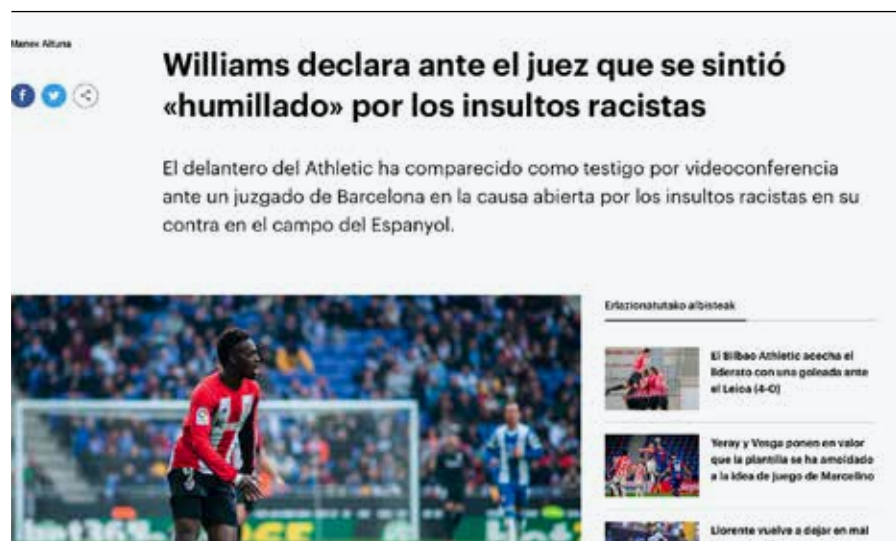 Manex Altuna
Williams declara ante el juez que se sintió
«humillado» por los insultos racistas
El delantero del Athletic ha comparecido como testigo por videoconferencia
ante un juzgado de Barcelona en la causa abierta por los insultos racistas en su
contra en el campo del Espanyol.
Erlazionatutako albisteak
El Bilbao Athletic acecha el
liderato con una goleada ante
el Leioa (4-0)
Yeray y Vesga ponen en valor
que la plantilla se ha amoldado
a la idea de juego de Marcelino
Llorente vuelve a dejar en mal
bet365